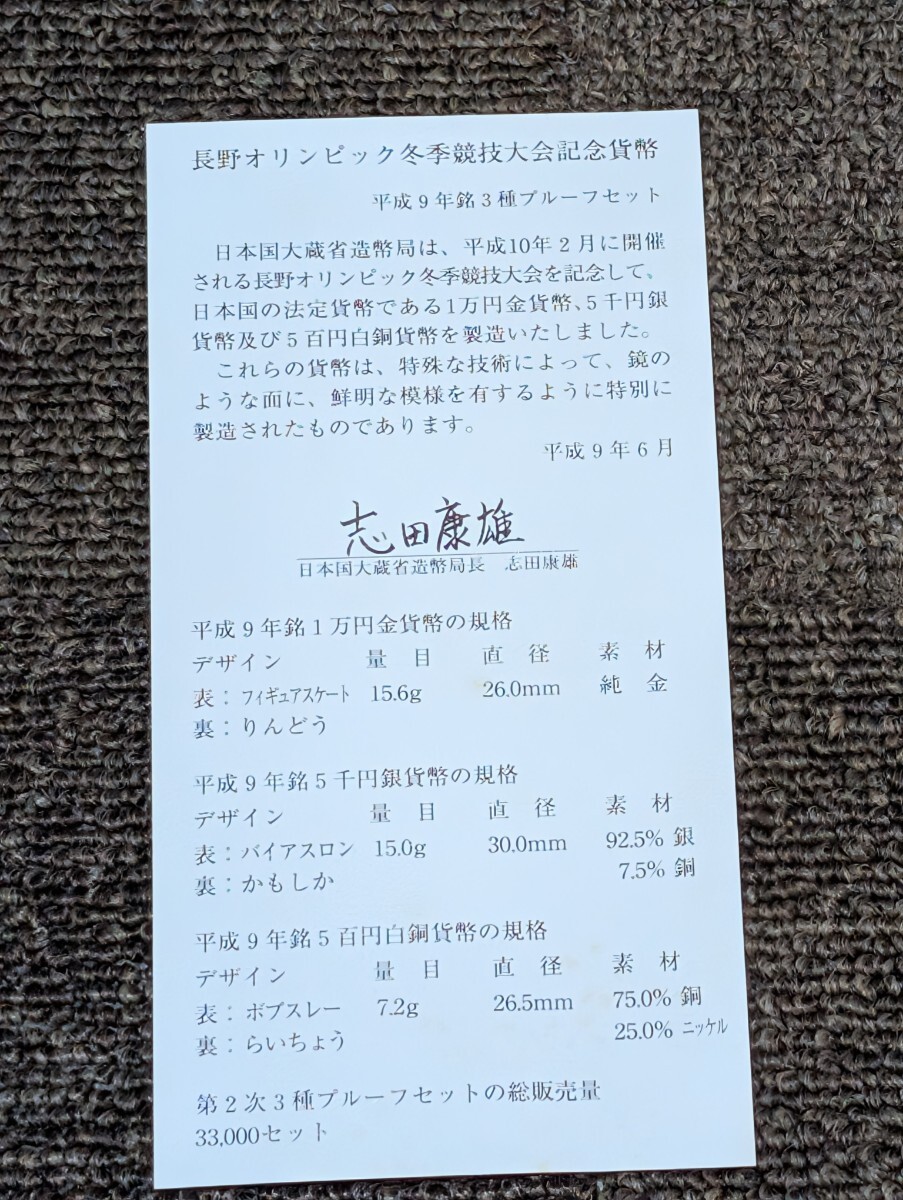 長野オリンピック冬季競技大会記念貨幣
平成9年銘3種プルーフセット
日本国大蔵省造幣局は、平成10年2月に開催
される長野オリンピック冬季競技大会を記念して、
日本国の法定貨幣である1万円金貨幣、5千円銀
貨幣及び5百円白銅貨幣を製造いたしました。
これらの貨幣は、特殊な技術によって、鏡の
ような面に、鮮明な模様を有するように特別に
製造されたものであります。
平成9年6月
志田康雄
日本国大蔵省造幣局長 志田康雄
平成9年銘1万円金貨幣の規格
デザイン 量目 直径 素材
表：フィギュアスケート 15.6g 26.0mm 純金
裏：りんどう
平成9年銘5千円銀貨幣の規格
デザイン 量目 直径 素材
表：バイアスロン 15.0g 30.0mm 92.5% 銀
裏：かもしか 7.5% 銅
平成9年銘5百円白銅貨幣の規格
デザイン 量目 直径 素材
表：ボブスレー 7.2g 26.5mm 75.0% 銅
裏：らいちょう 25.0% ニッケル
第2次3種プルーフセットの総販売量
33,000セット